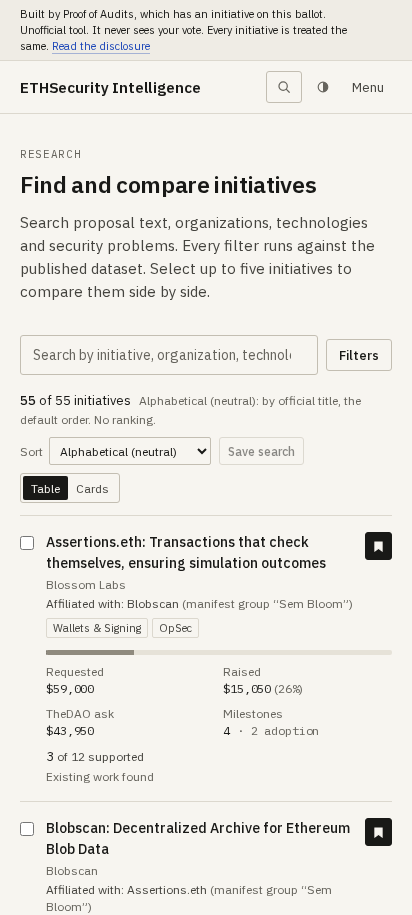 Built by Proof of Audits, which has an initiative on this ballot.
Unofficial tool. It never sees your vote. Every initiative is treated the
same. Read the disclosure
ETHSecurity Intelligence
Menu
RESEARCH
Find and compare initiatives
Search proposal text, organizations, technologies
and security problems. Every filter runs against the
published dataset. Select up to five initiatives to
compare them side by side.
Search by initiative, organization, technol
Filters
55 of 55 initiatives Alphabetical (neutral): by official title, the
default order. No ranking.
Sort Alphabetical (neutral) Save search
Table Cards
Assertions.eth: Transactions that check
themselves, ensuring simulation outcomes
Blossom Labs
Affiliated with: Blobscan (manifest group “Sem Bloom”)
Wallets & Signing OpSec
Requested Raised
$59,000 $15,050 (26%)
TheDAO ask Milestones
$43,950 4 · 2 adoption
3 of 12 supported
Existing work found
Blobscan: Decentralized Archive for Ethereum
Blob Data
Blobscan
Affiliated with: Assertions.eth (manifest group “Sem
Bloom”)